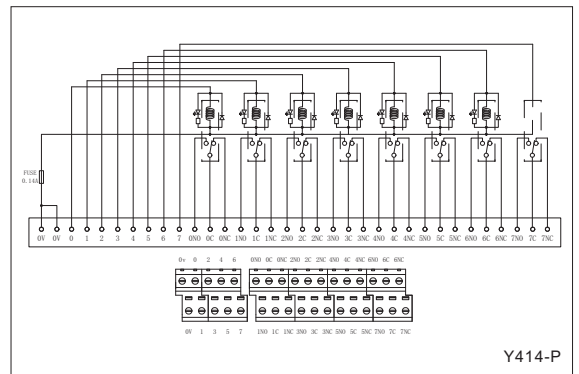 FUSE
0.14A
0V 0V 0 1 2 3 4 5 6 7 0NO 0C 0NC 1NO 1C 1NC 2NO 2C 2NC 3NO 3C 3NC 4NO 4C 4NC 5NO 5C 5NC 6NO 6C 6NC 7NO 7C 7NC
0v 0 2 4 6 0NO 0C 0NC 2NO 2C 2NC 4NO 4C 4NC 6NO 6C 6NC
0V 1 3 5 7 1NO 1C 1NC 3NO 3C 3NC 5NO 5C 5NC 7NO 7C 7NC
Y414-P